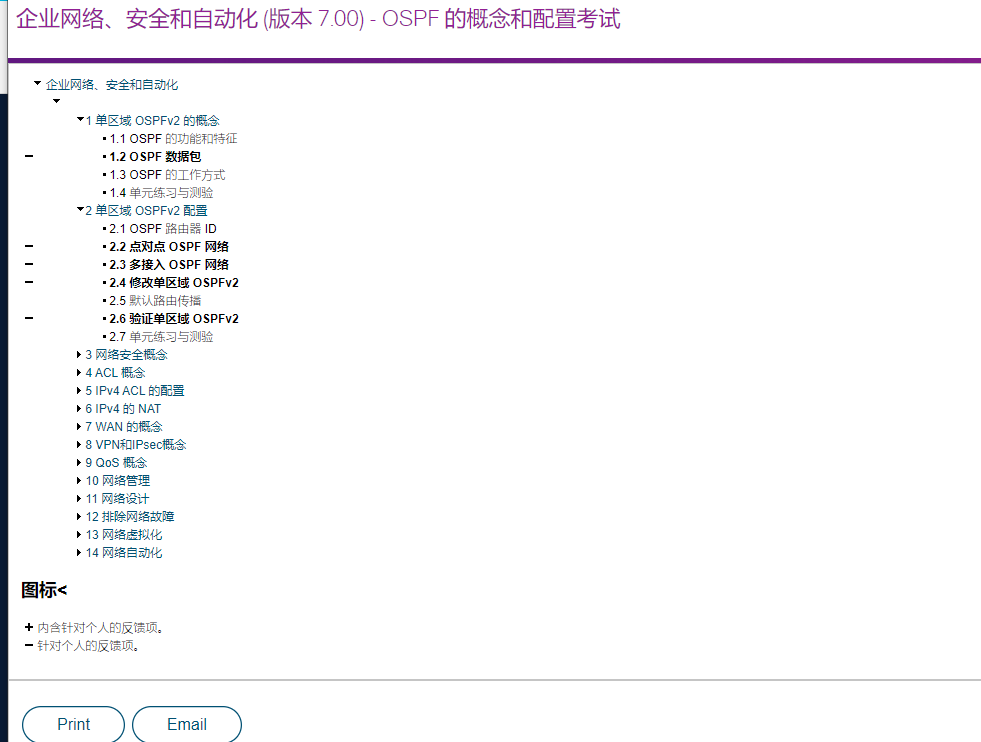 企业网络、安全和自动化 (版本 7.00) - OSPF 的概念和配置考试
企业网络、安全和自动化
1 单区域 OSPFv2 的概念
1.1 OSPF 的功能和特征
1.2 OSPF 数据包
1.3 OSPF 的工作方式
1.4 单元练习与测验
2 单区域 OSPFv2 配置
2.1 OSPF 路由器 ID
2.2 点对点 OSPF 网络
2.3 多接入 OSPF 网络
2.4 修改单区域 OSPFv2
2.5 默认路由传播
2.6 验证单区域 OSPFv2
2.7 单元练习与测验
3 网络安全概念
4 ACL 概念
5 IPv4 ACL 的配置
6 IPv4 的 NAT
7 WAN 的概念
8 VPN和IPsec概念
9 QoS 概念
10 网络管理
11 网络设计
12 排除网络故障
13 网络虚拟化
14 网络自动化
图标<
+ 内含针对个人的反馈项。
− 针对个人的反馈项。
Print Email